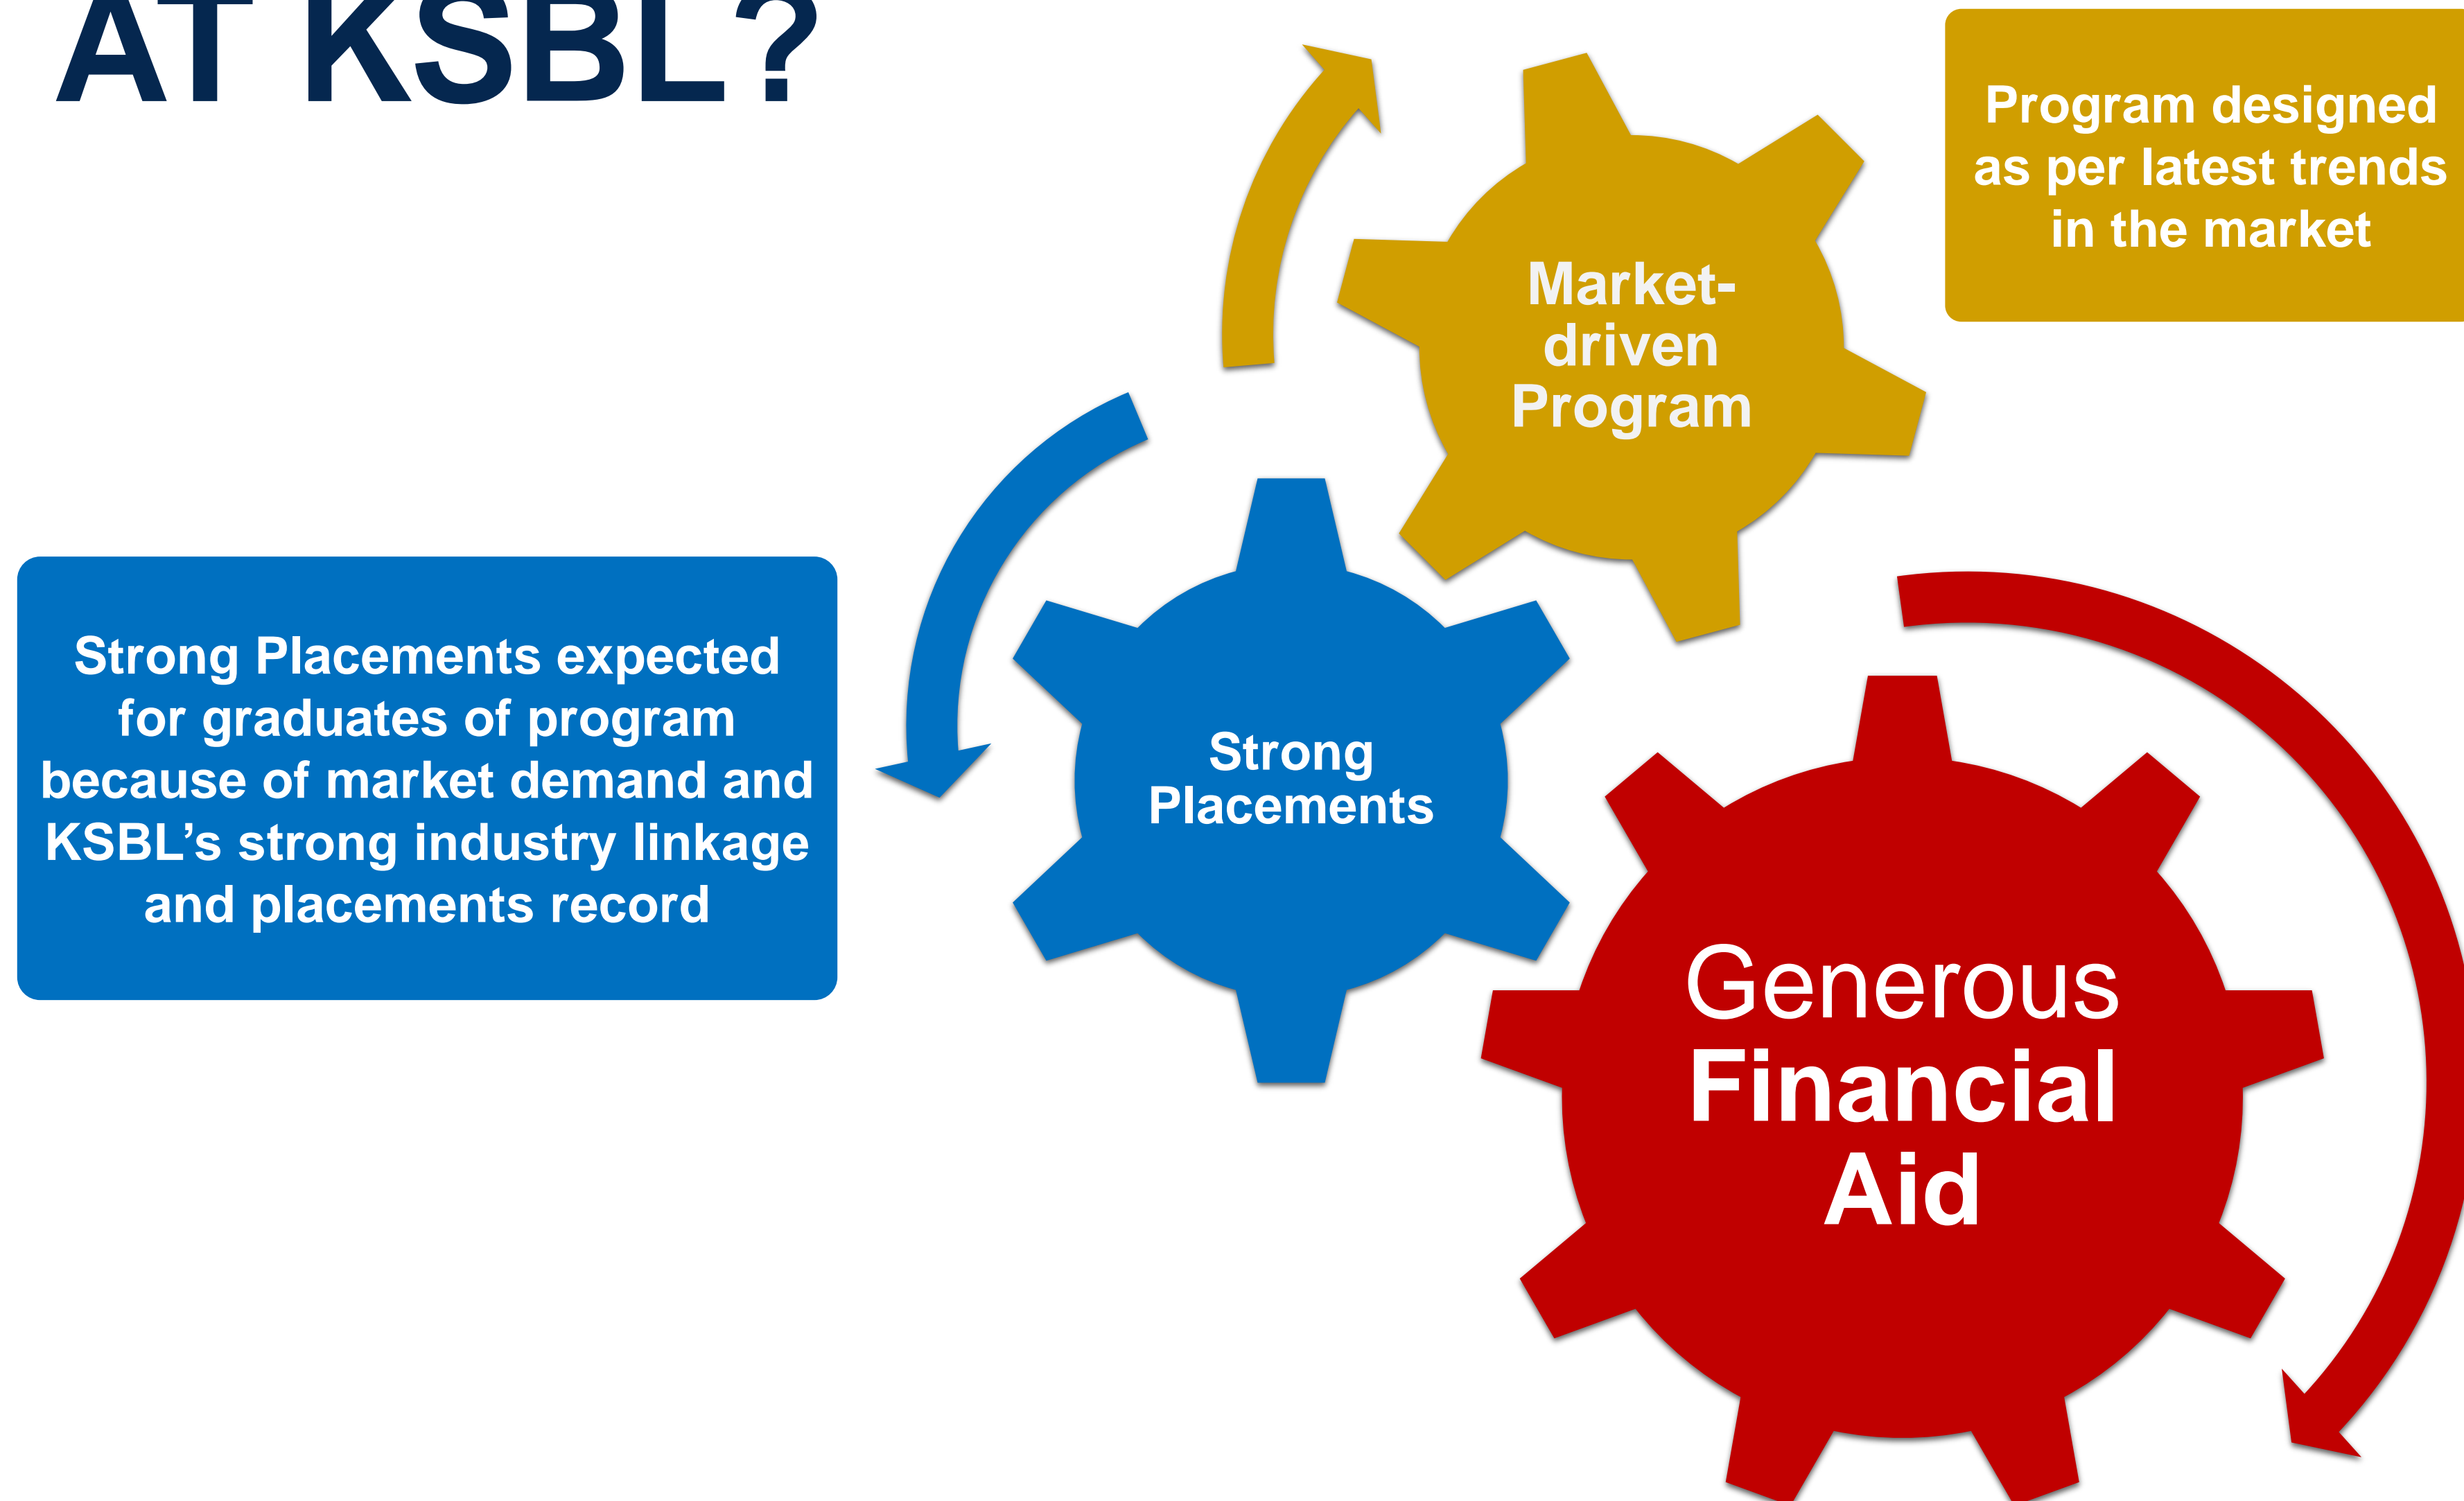 AT KSBL?
Program designed
as per latest trends
in the market
Market-
driven
Program
Strong Placements expected
for graduates of program
because of market demand and
KSBL’s strong industry linkage
and placements record
Strong
Placements
Generous
Financial
Aid